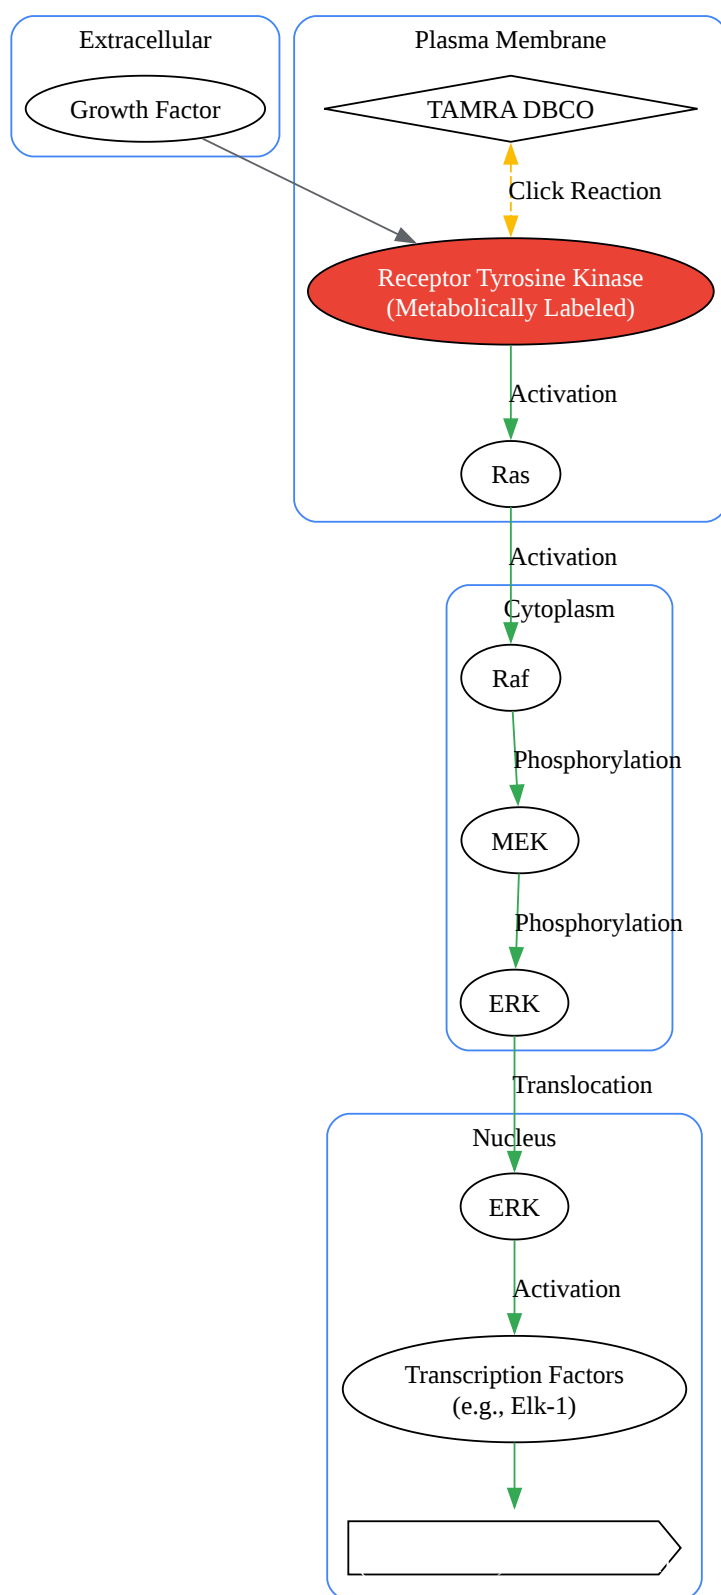 Extracellular
Plasma Membrane
Growth Factor
TAMRA DBCO
Click Reaction
Receptor Tyrosine Kinase
(Metabolically Labeled)
Activation
Ras
Activation
Cytoplasm
Raf
Phosphorylation
MEK
Phosphorylation
ERK
Translocation
Nucleus
ERK
Activation
Transcription Factors
(e.g., Elk-1)